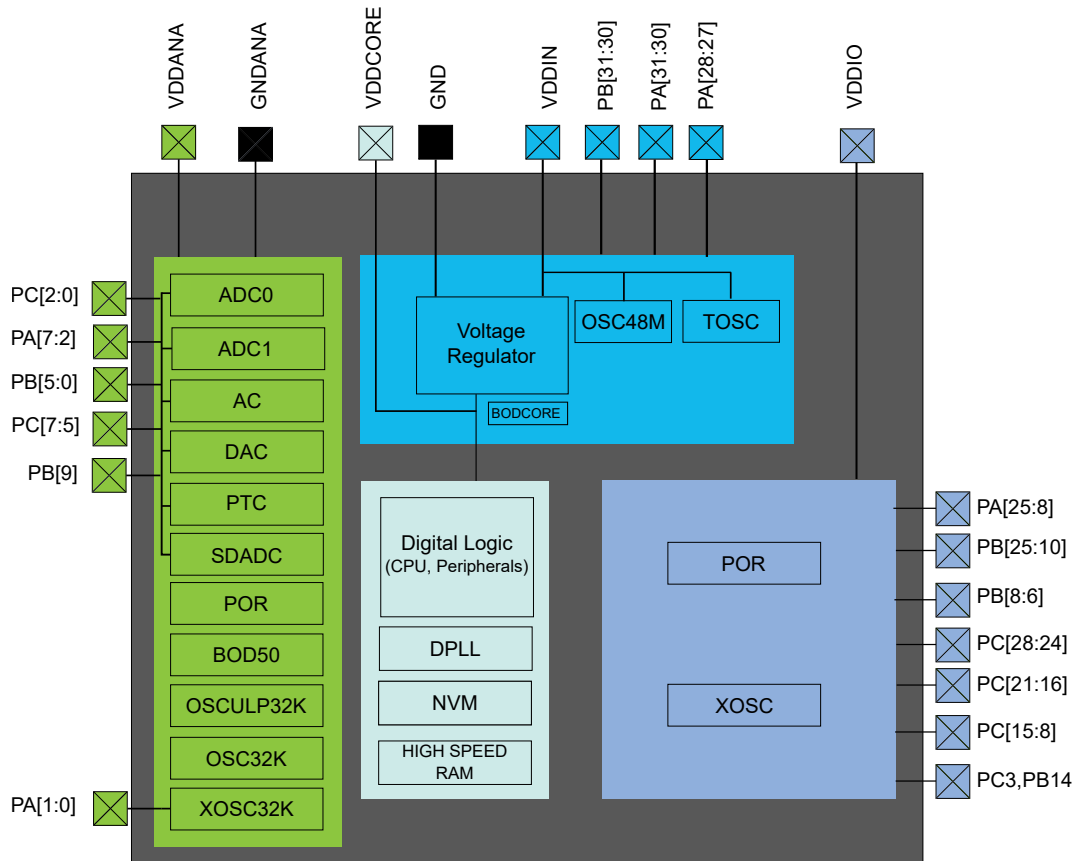 VDDANA
GNDANA
VDDCORE
GND
VDDIN
PB[31:30]
PA[31:30]
PA[28:27]
VDDIO
PC[2:0]
PA[7:2]
PB[5:0]
PC[7:5]
PB[9]
PA[1:0]
ADC0
ADC1
AC
DAC
PTC
SDADC
POR
BOD50
OSCULP32K
OSC32K
XOSC32K
Voltage
Regulator
OSC48M
TOSC
BODCORE
Digital Logic
(CPU, Peripherals)
DPLL
NVM
HIGH SPEED
RAM
POR
XOSC
PA[25:8]
PB[25:10]
PB[8:6]
PC[28:24]
PC[21:16]
PC[15:8]
PC3,PB14